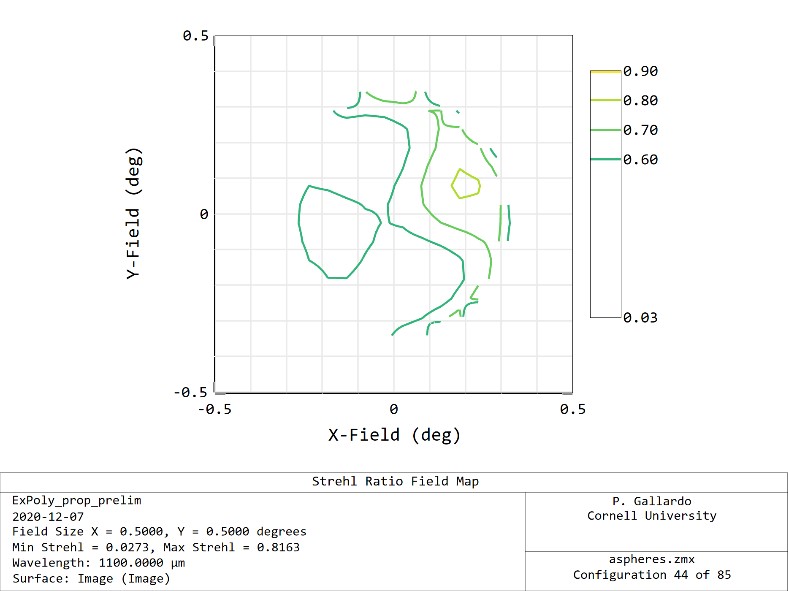 0.5
0
-0.5
-0.5
0
0.5
Y-Field (deg)
X-Field (deg)
0.90
0.80
0.70
0.60
0.03
Strehl Ratio Field Map
ExPoly_prop_prelim
2020-12-07
Field Size X = 0.5000, Y = 0.5000 degrees
Min Strehl = 0.0273, Max Strehl = 0.8163
Wavelength: 1100.0000 µm
Surface: Image (Image)
P. Gallardo
Cornell University
aspheres.zmx
Configuration 44 of 85